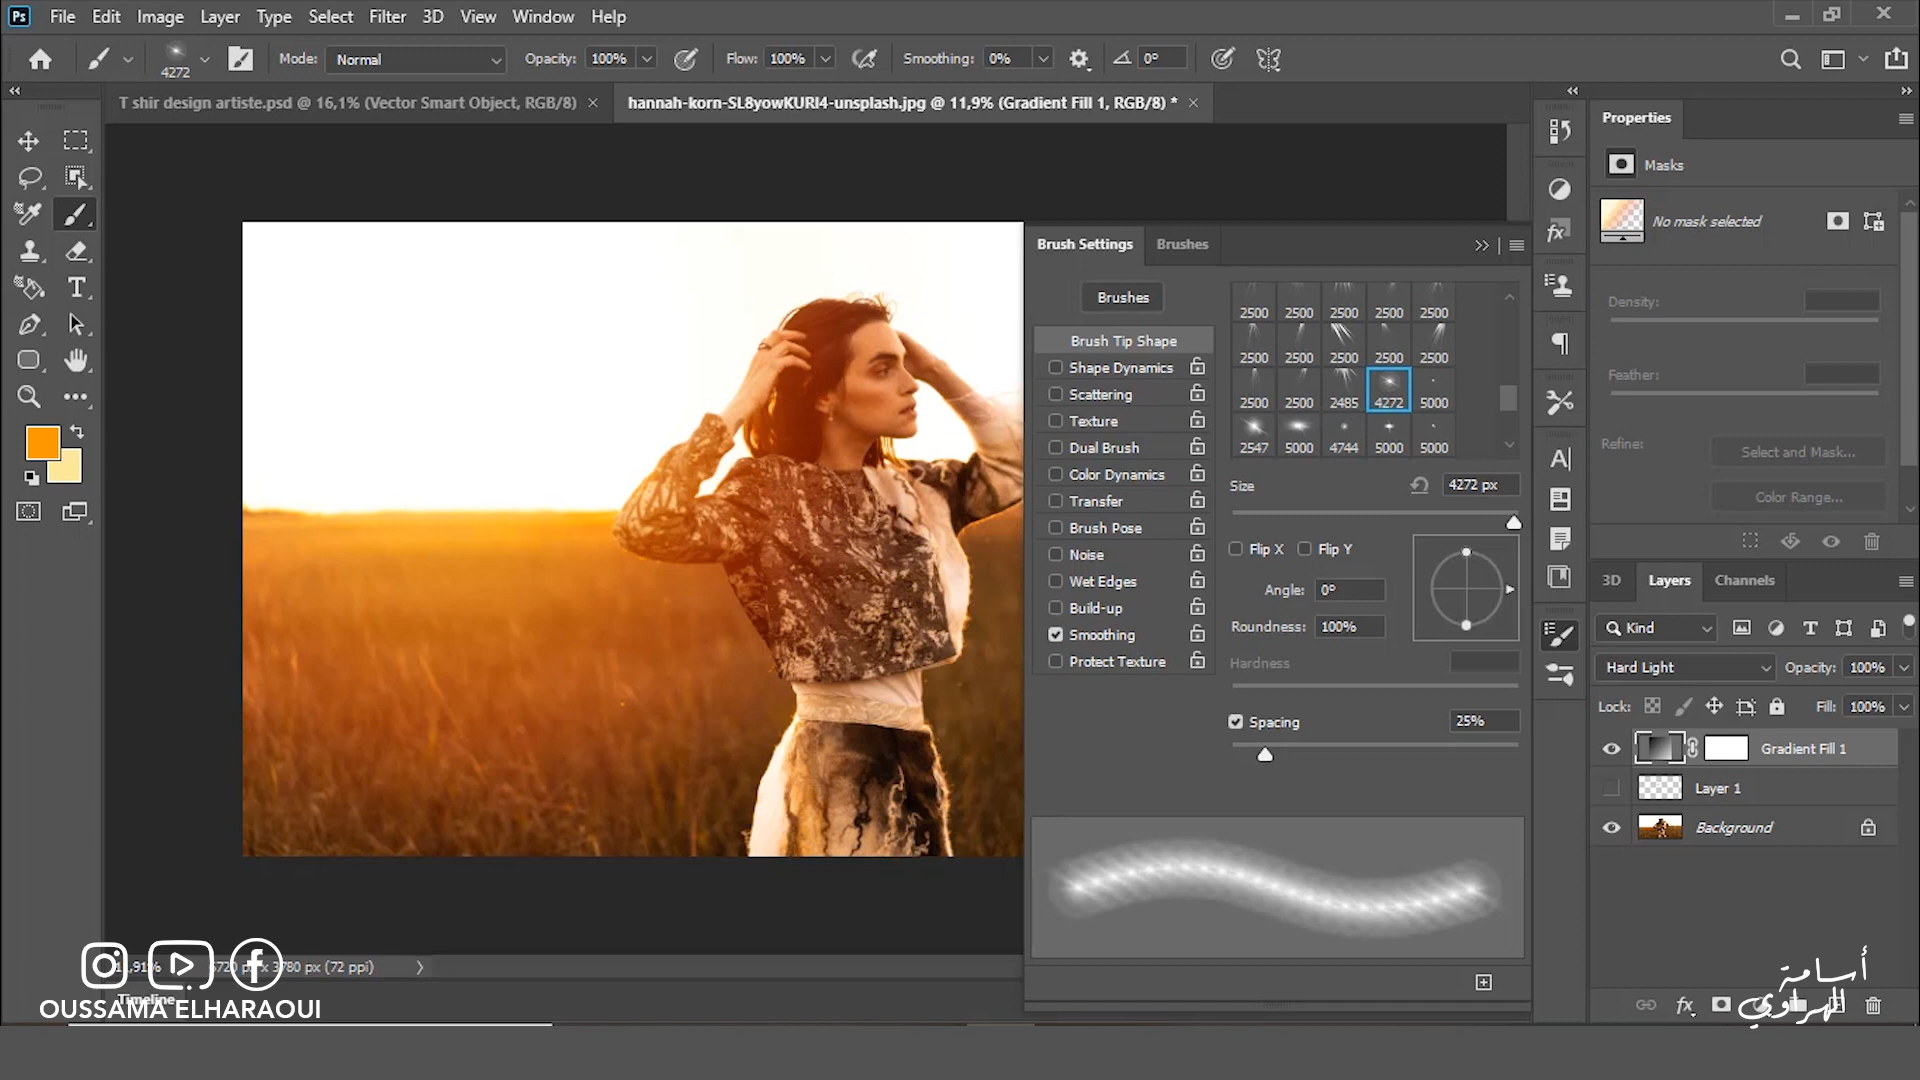 Ps File Edit Image Layer Type Select Filter 3D View Window Help
4272 Mode: Normal Opacity: 100% Flow: 100% Smoothing: 0% 0°
T shir design artiste.psd @ 16,1% (Vector Smart Object, RGB/8) × hannah-korn-SL8yowKURI4-unsplash.jpg @ 11,9% (Gradient Fill 1, RGB/8) * ×
Brush Settings Brushes
Brushes
Brush Tip Shape
Shape Dynamics
Scattering
Texture
Dual Brush
Color Dynamics
Transfer
Brush Pose
Noise
Wet Edges
Build-up
Smoothing
Protect Texture
2500 2500 2500 2500 2500
2500 2500 2500 2500 2500
2500 2500 2485 4272 5000
2547 5000 4744 5000 5000
Size 4272 px
Flip X Flip Y
Angle: 0°
Roundness: 100%
Hardness
Spacing 25%
Properties
Masks
No mask selected
Density:
Feather:
Refine: Select and Mask...
Color Range...
3D Layers Channels
Kind
Hard Light Opacity: 100%
Lock: Fill: 100%
Gradient Fill 1
Layer 1
Background
fx
3780 px (72 ppi)
Timeline
OUSSAMA ELHARAOUI
أسامة
الهراوي